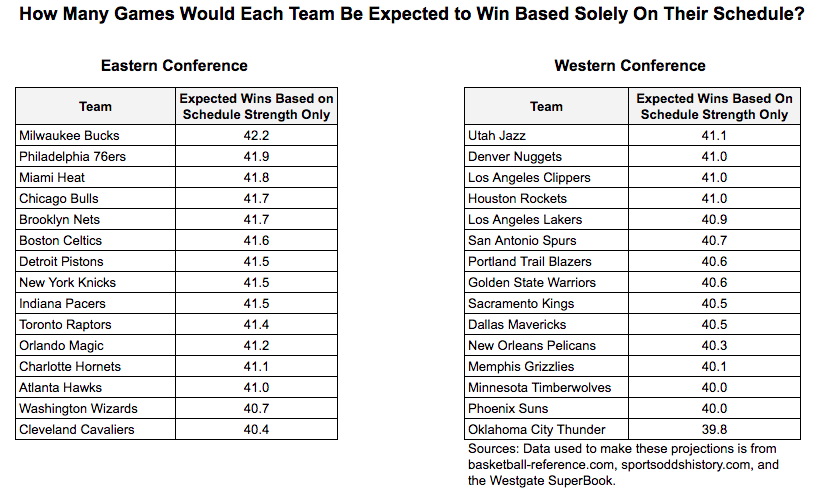 How Many Games Would Each Team Be Expected to Win Based Solely On Their Schedule?
Eastern Conference
Team
Expected Wins Based on
Schedule Strength Only
Milwaukee Bucks 42.2
Philadelphia 76ers 41.9
Miami Heat 41.8
Chicago Bulls 41.7
Brooklyn Nets 41.7
Boston Celtics 41.6
Detroit Pistons 41.5
New York Knicks 41.5
Indiana Pacers 41.5
Toronto Raptors 41.4
Orlando Magic 41.2
Charlotte Hornets 41.1
Atlanta Hawks 41.0
Washington Wizards 40.7
Cleveland Cavaliers 40.4
Western Conference
Team
Expected Wins Based On
Schedule Strength Only
Utah Jazz 41.1
Denver Nuggets 41.0
Los Angeles Clippers 41.0
Houston Rockets 41.0
Los Angeles Lakers 40.9
San Antonio Spurs 40.7
Portland Trail Blazers 40.6
Golden State Warriors 40.6
Sacramento Kings 40.5
Dallas Mavericks 40.5
New Orleans Pelicans 40.3
Memphis Grizzlies 40.1
Minnesota Timberwolves 40.0
Phoenix Suns 40.0
Oklahoma City Thunder 39.8
Sources: Data used to make these projections is from
basketball-reference.com, sportsoddshistory.com, and
the Westgate SuperBook.